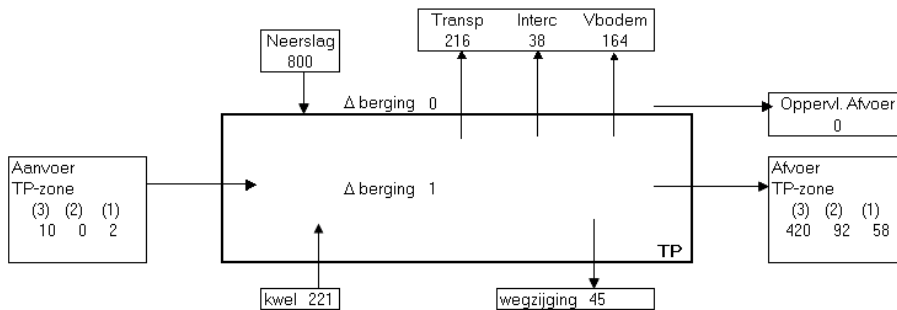 Transp Interc Vbodem
216 38 164
Neerslag
800
Δ berging 0
Oppervl. Afvoer
0
Aanvoer
TP-zone
(3) (2) (1)
10 0 2
Δ berging 1
Afvoer
TP-zone
(3) (2) (1)
420 92 58
TP
kwel 221
wegzijging 45